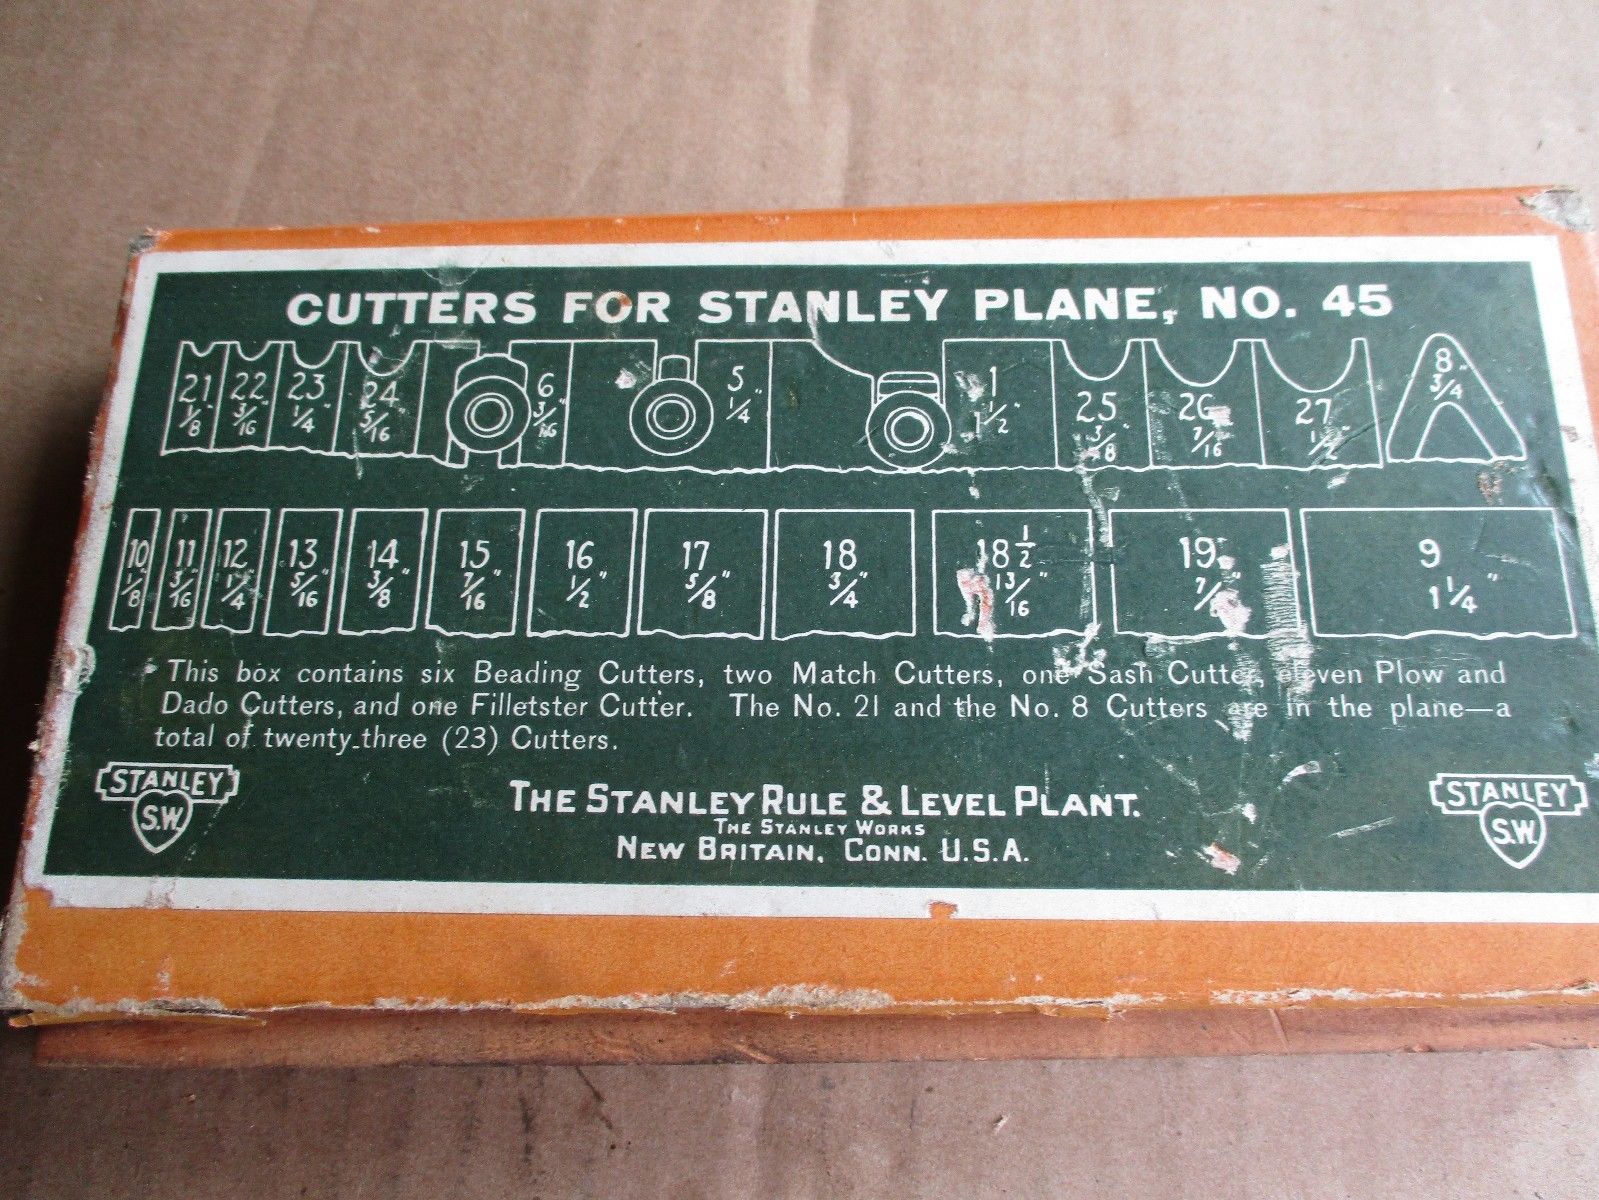 CUTTERS FOR STANLEY PLANE, NO. 45
21 22 23 24 6 5 1 25 26 27 8
1/8" 3/16" 1/4" 5/16" 3/16" 1/4" 1 1/2" 3/8" 7/16" 1/2" 3/4"
10 11 12 13 14 15 16 17 18 18 1/2 19 9
1/8" 3/16" 1/4" 5/16" 3/8" 7/16" 1/2" 5/8" 3/4" 13/16" 7/8" 1 1/4"
This box contains six Beading Cutters, two Match Cutters, one Sash Cutter, eleven Plow and
Dado Cutters, and one Filletster Cutter. The No. 21 and the No. 8 Cutters are in the plane—a
total of twenty-three (23) Cutters.
STANLEY
S.W.
THE STANLEY RULE & LEVEL PLANT.
THE STANLEY WORKS
NEW BRITAIN, CONN. U.S.A.
STANLEY
S.W.